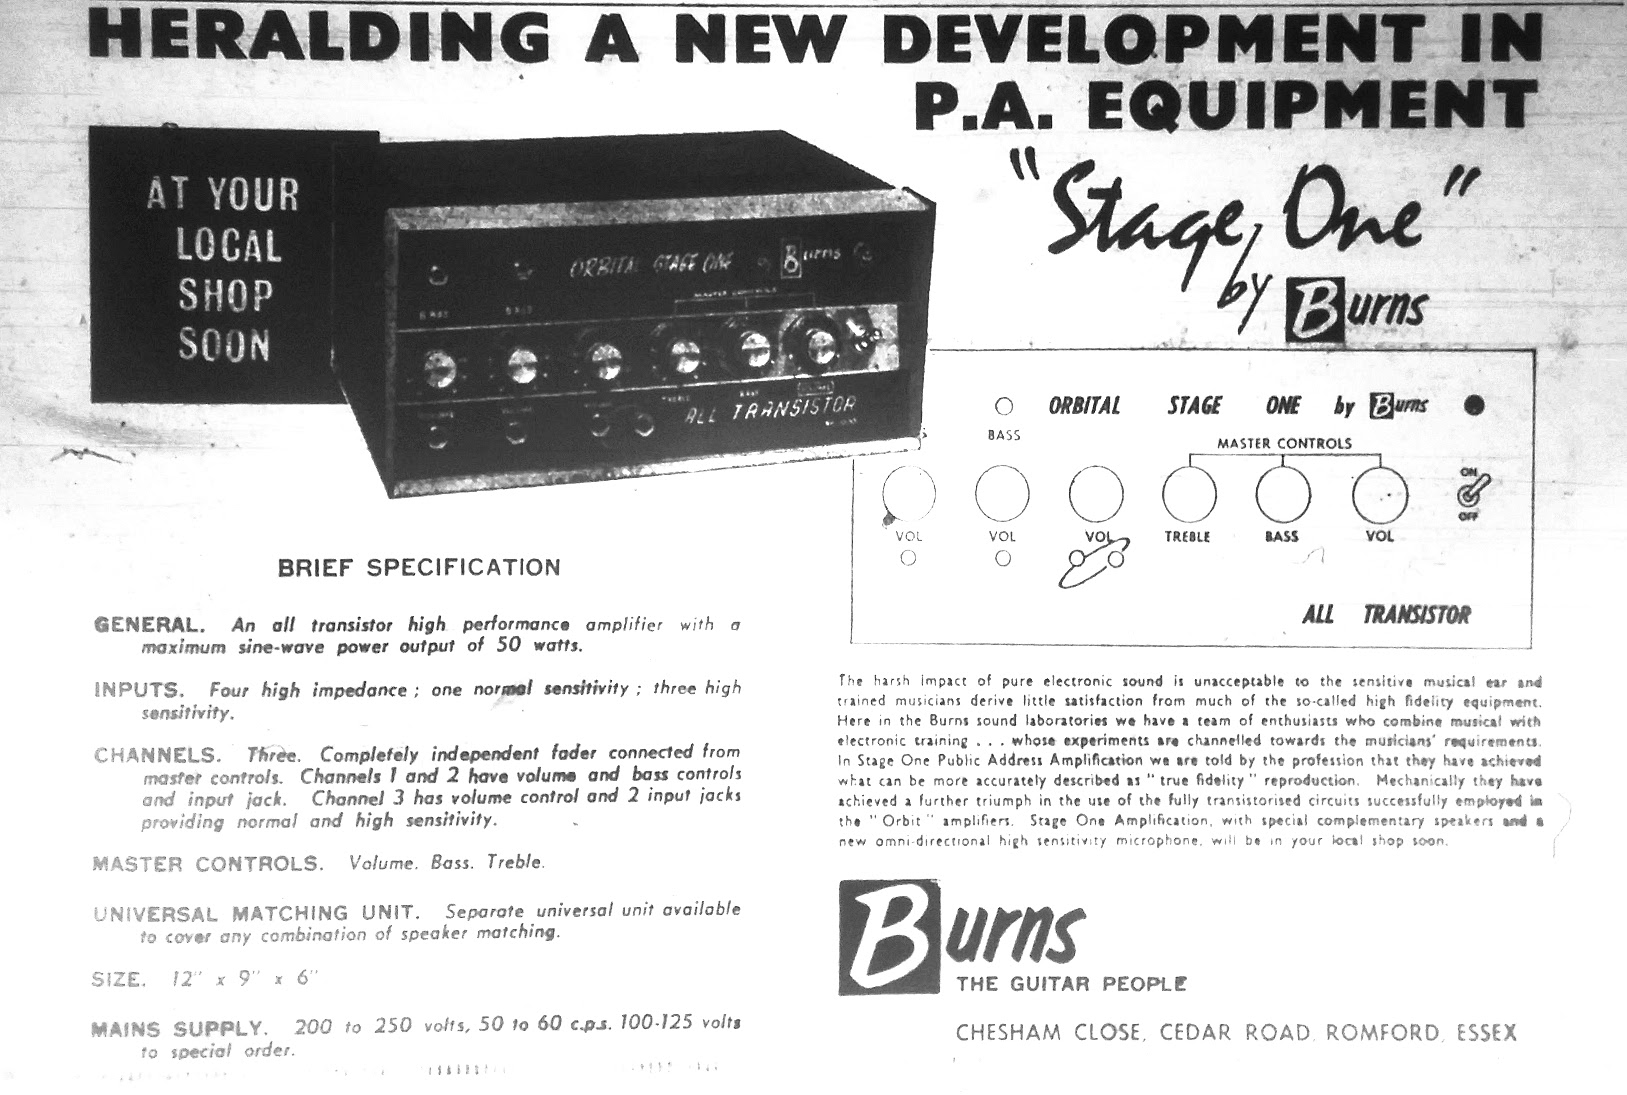 HERALDING A NEW DEVELOPMENT IN
P.A. EQUIPMENT
"Stage One"
by Burns
AT YOUR
LOCAL
SHOP
SOON
ORBITAL STAGE ONE Burns
MASTER CONTROLS
BASS BASS
TREBLE
ALL TRANSISTOR
ORBITAL STAGE ONE by Burns
BASS
MASTER CONTROLS
ON
OFF
VOL VOL VOL TREBLE BASS VOL
ALL TRANSISTOR
BRIEF SPECIFICATION
GENERAL. An all transistor high performance amplifier with a
maximum sine-wave power output of 50 watts.
INPUTS. Four high impedance ; one normal sensitivity ; three high
sensitivity.
CHANNELS. Three. Completely independent fader connected from
master controls. Channels 1 and 2 have volume and bass controls
and input jack. Channel 3 has volume control and 2 input jacks
providing normal and high sensitivity.
MASTER CONTROLS. Volume. Bass. Treble.
UNIVERSAL MATCHING UNIT. Separate universal unit available
to cover any combination of speaker matching.
SIZE. 12" x 9" x 6"
MAINS SUPPLY. 200 to 250 volts, 50 to 60 c.p.s. 100-125 volts
to special order.
The harsh impact of pure electronic sound is unacceptable to the sensitive musical ear and
trained musicians derive little satisfaction from much of the so-called high fidelity equipment.
Here in the Burns sound laboratories we have a team of enthusiasts who combine musical with
electronic training . . . whose experiments are channelled towards the musicians' requirements.
In Stage One Public Address Amplification we are told by the profession that they have achieved
what can be more accurately described as "true fidelity" reproduction. Mechanically they have
achieved a further triumph in the use of the fully transistorised circuits successfully employed in
the "Orbit" amplifiers. Stage One Amplification, with special complementary speakers and a
new omni-directional high sensitivity microphone, will be in your local shop soon.
Burns
THE GUITAR PEOPLE
CHESHAM CLOSE, CEDAR ROAD, ROMFORD, ESSEX